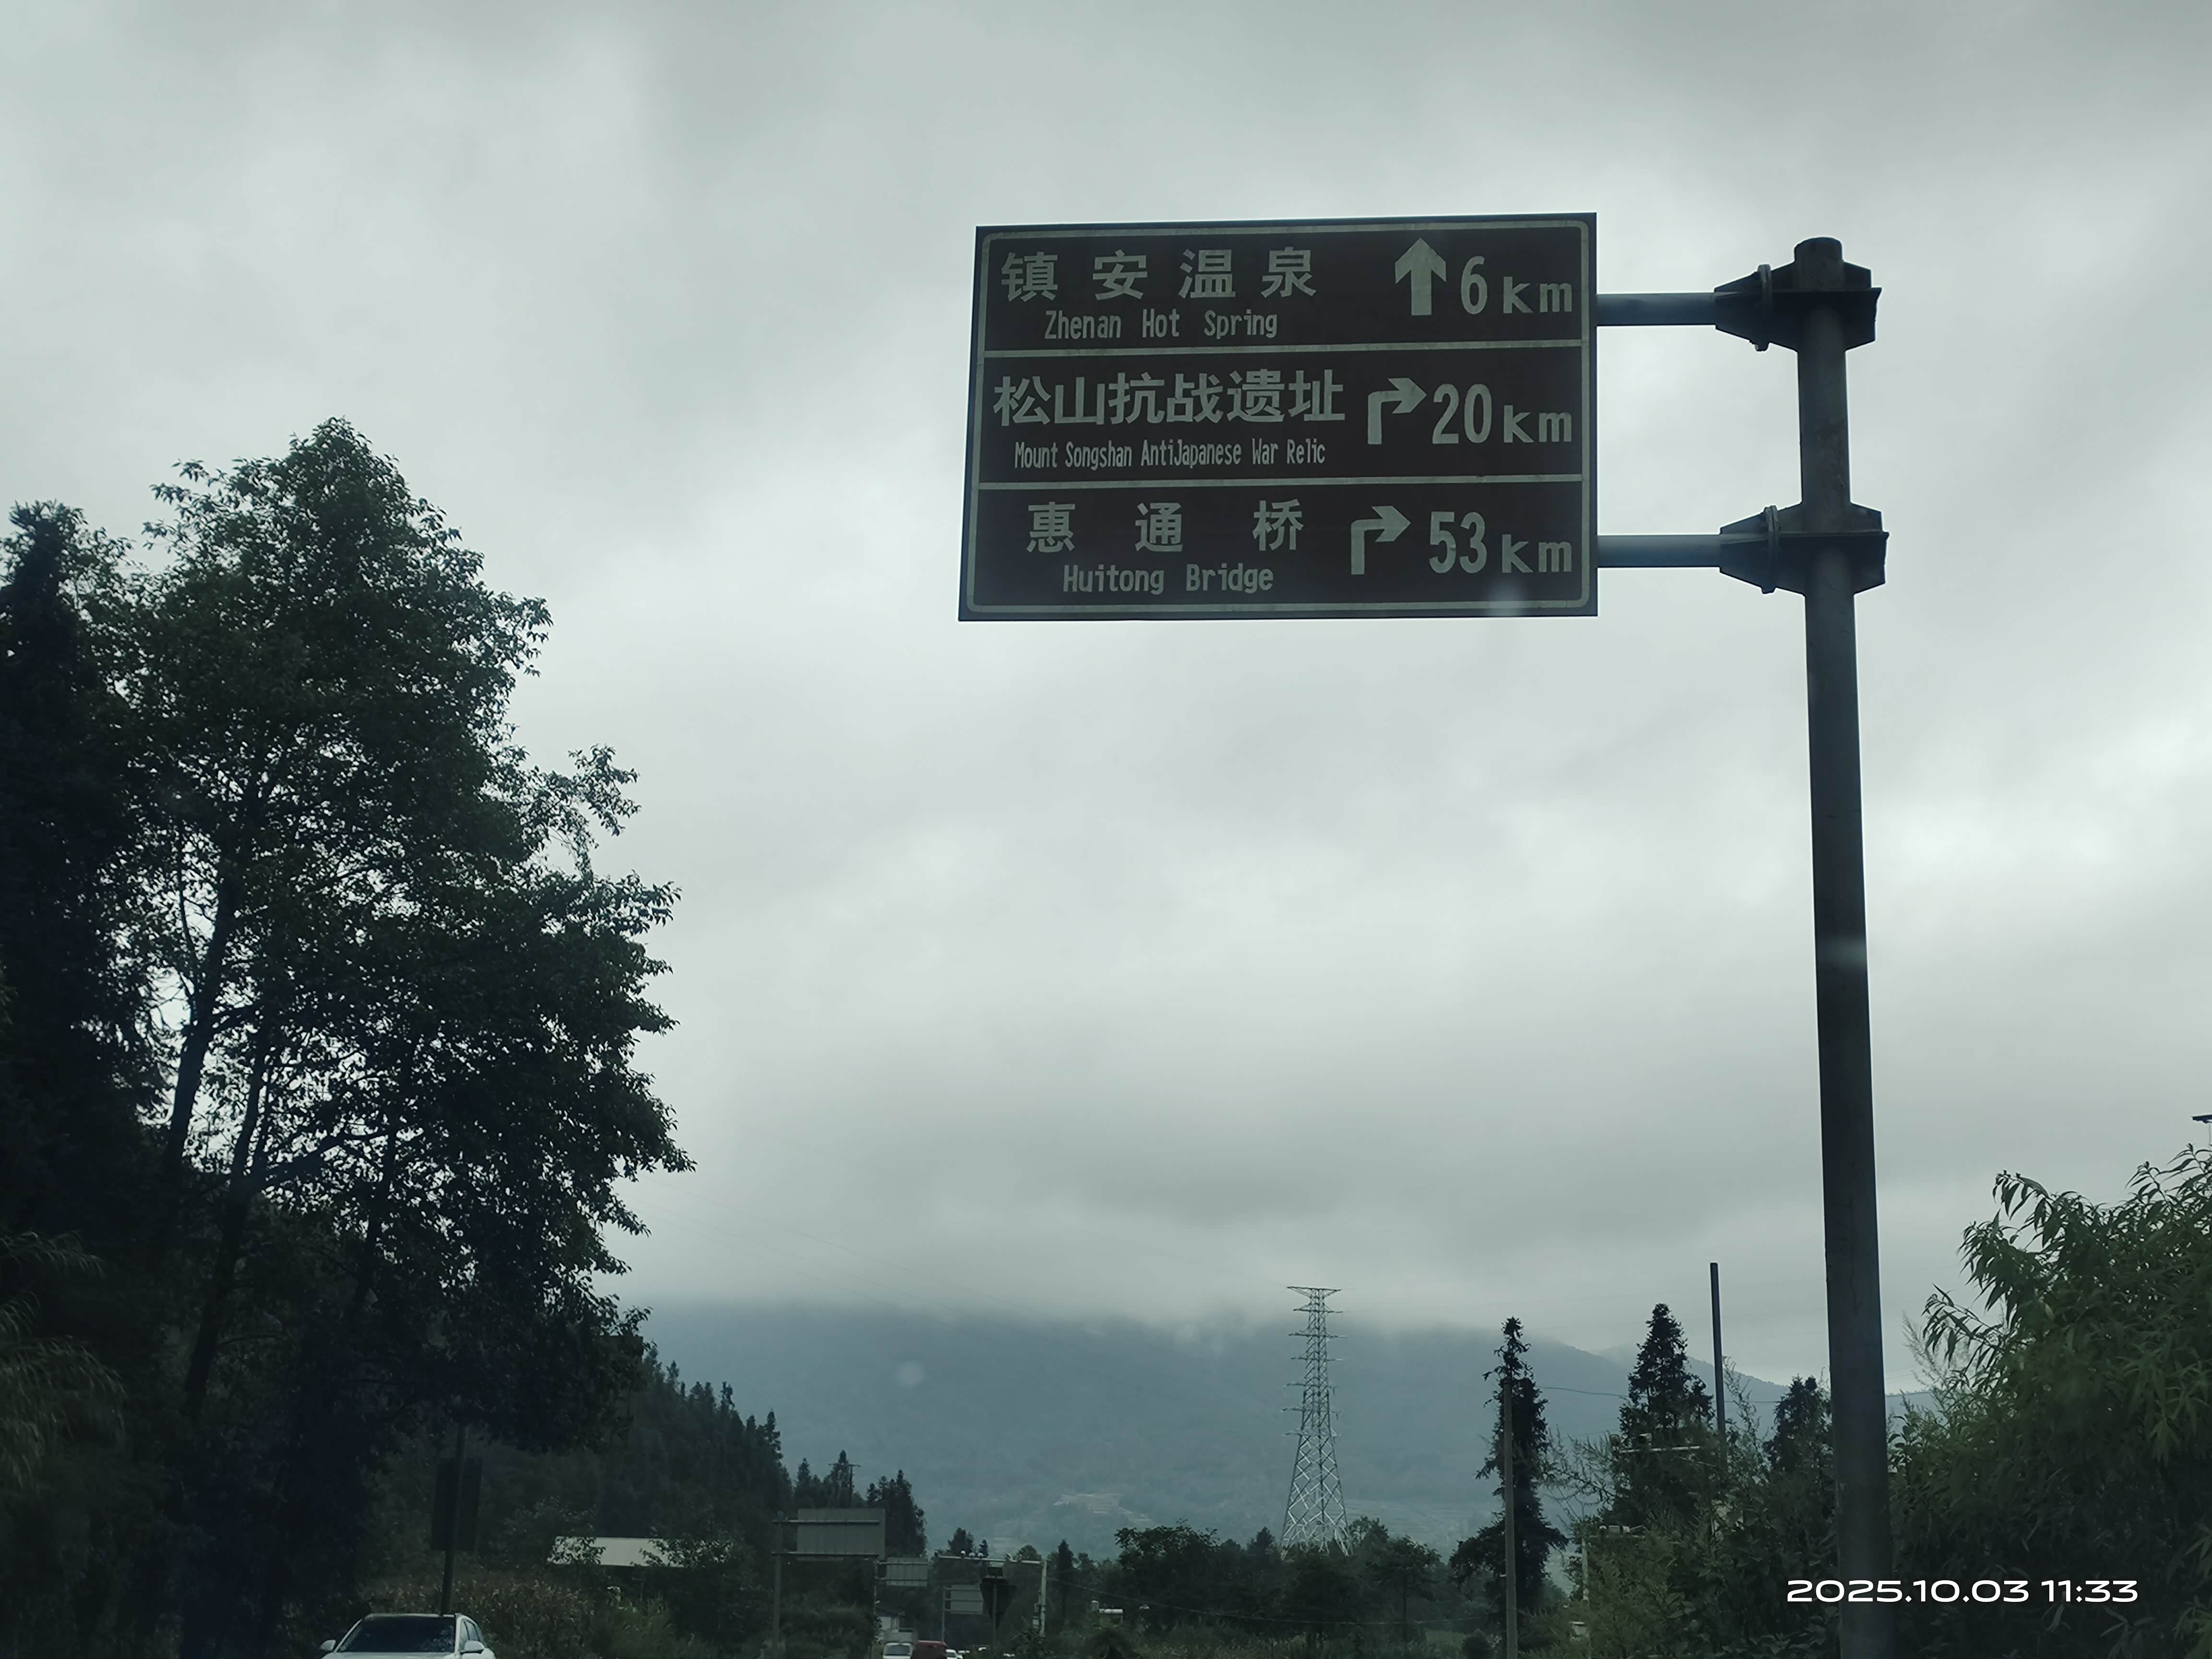 镇安温泉 6km
Zhenan Hot Spring
松山抗战遗址 20km
Mount Songshan AntiJapanese War Relic
惠通桥 53km
Huitong Bridge
2025.10.03 11:33